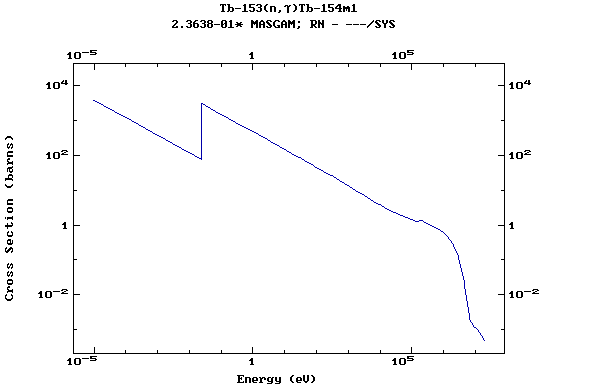 Tb-153(n,γ)Tb-154m1
2.3638-01* MASGAM; RN - ---/SYS
10-5 1 105
104 104
102 102
1 1
10-2 10-2
10-5 1 105
Cross Section (barns)
Energy (eV)